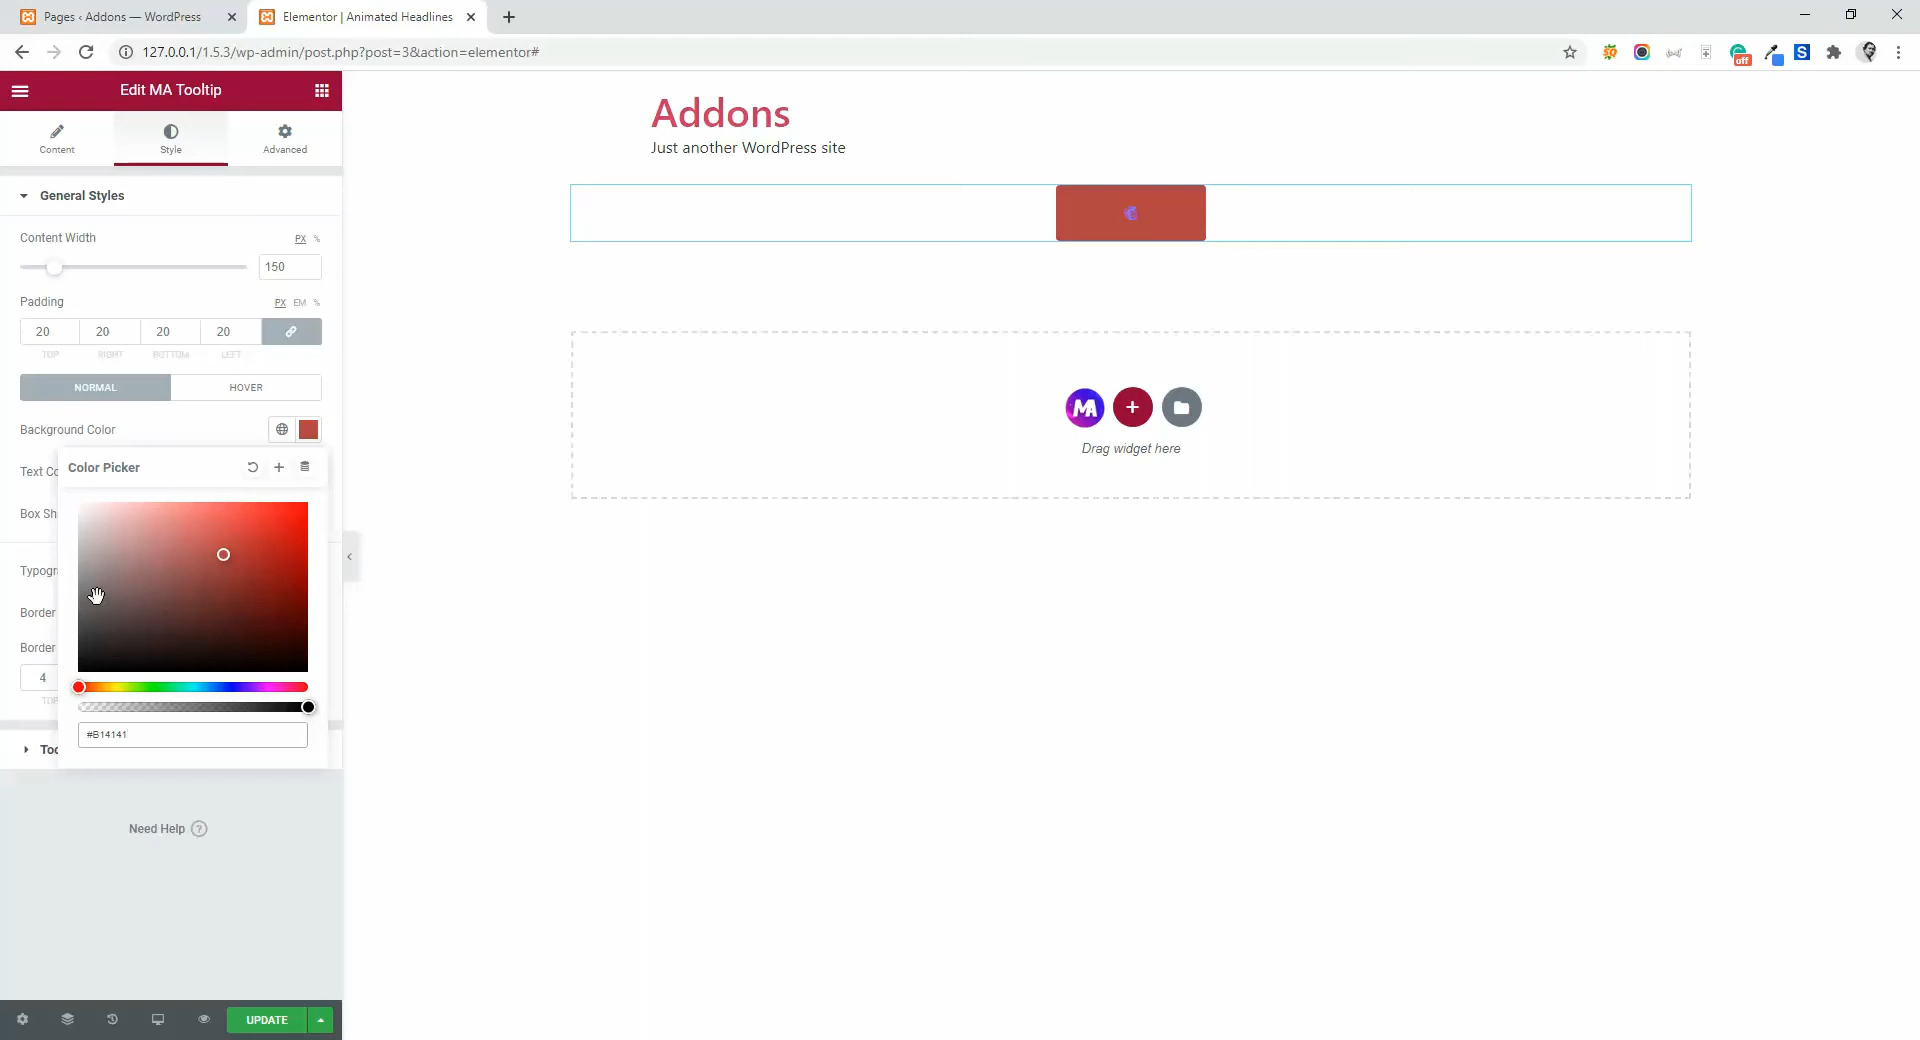 Pages ‹ Addons — WordPress
Elementor | Animated Headlines
127.0.0.1/1.5.3/wp-admin/post.php?post=3&action=elementor#
off
S
Edit MA Tooltip
Content
Style
Advanced
General Styles
Content Width
PX %
150
Padding
PX EM %
20 20 20 20
TOP RIGHT BOTTOM LEFT
NORMAL HOVER
Background Color
Color Picker
Text Co
Box Sh
Typogr
Border
Border
4
TOP
#B14141
Too
Need Help ?
UPDATE
Addons
Just another WordPress site
MA
Drag widget here